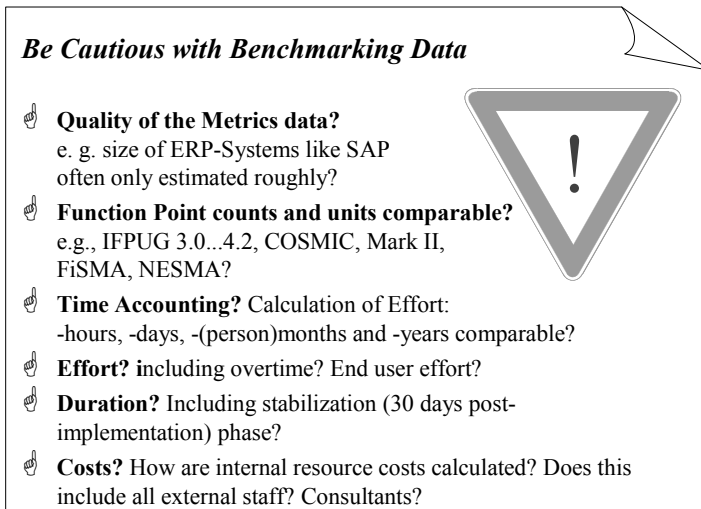 Be Cautious with Benchmarking Data
!
Quality of the Metrics data?
e. g. size of ERP-Systems like SAP
often only estimated roughly?
Function Point counts and units comparable?
e.g., IFPUG 3.0...4.2, COSMIC, Mark II,
FiSMA, NESMA?
Time Accounting? Calculation of Effort:
-hours, -days, -(person)months and -years comparable?
Effort? including overtime? End user effort?
Duration? Including stabilization (30 days post-
implementation) phase?
Costs? How are internal resource costs calculated? Does this
include all external staff? Consultants?